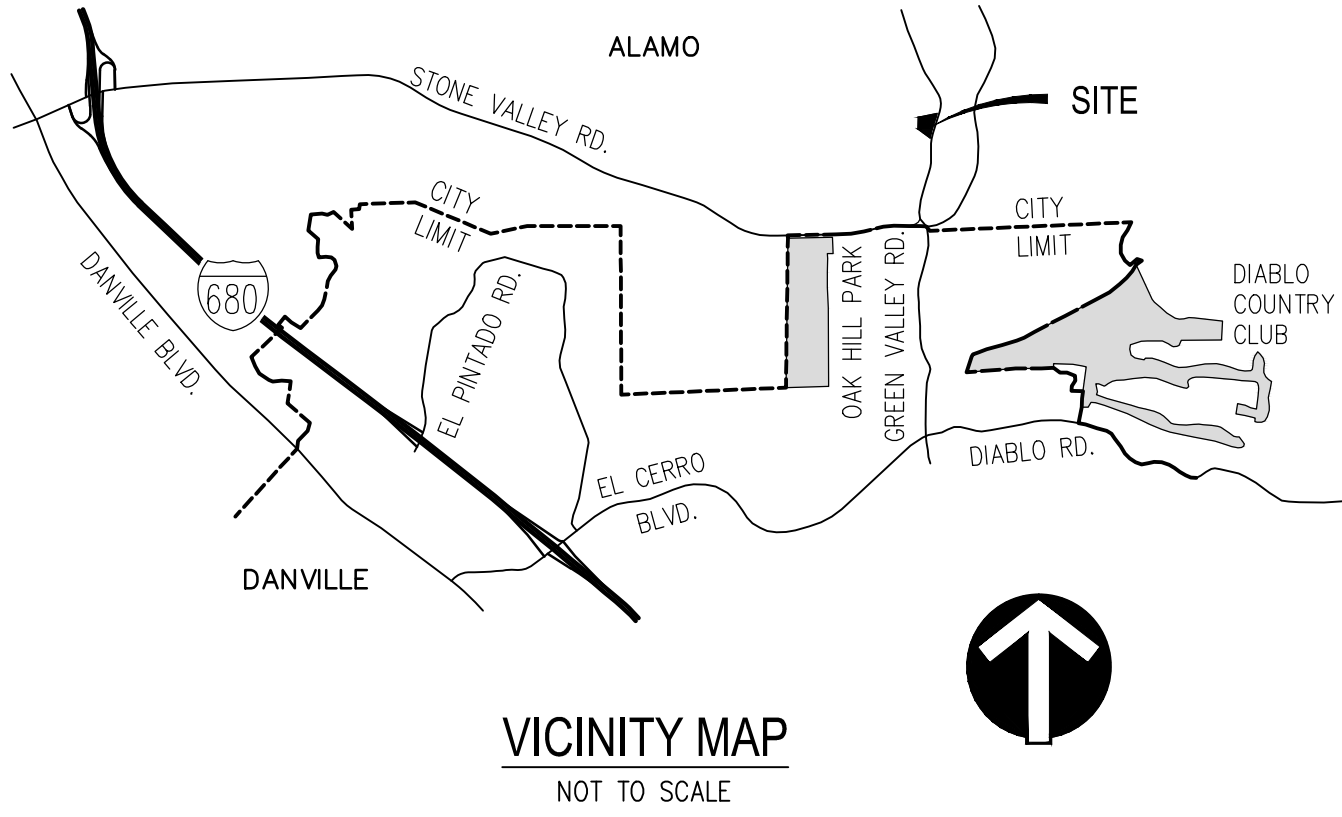 ALAMO
STONE VALLEY RD.
SITE
CITY
LIMIT
CITY
LIMIT
DANVILLE BLVD.
680
EL PINTADO RD.
OAK HILL PARK
GREEN VALLEY RD.
DIABLO
COUNTRY
CLUB
EL CERRO
BLVD.
DIABLO RD.
DANVILLE
VICINITY MAP
NOT TO SCALE